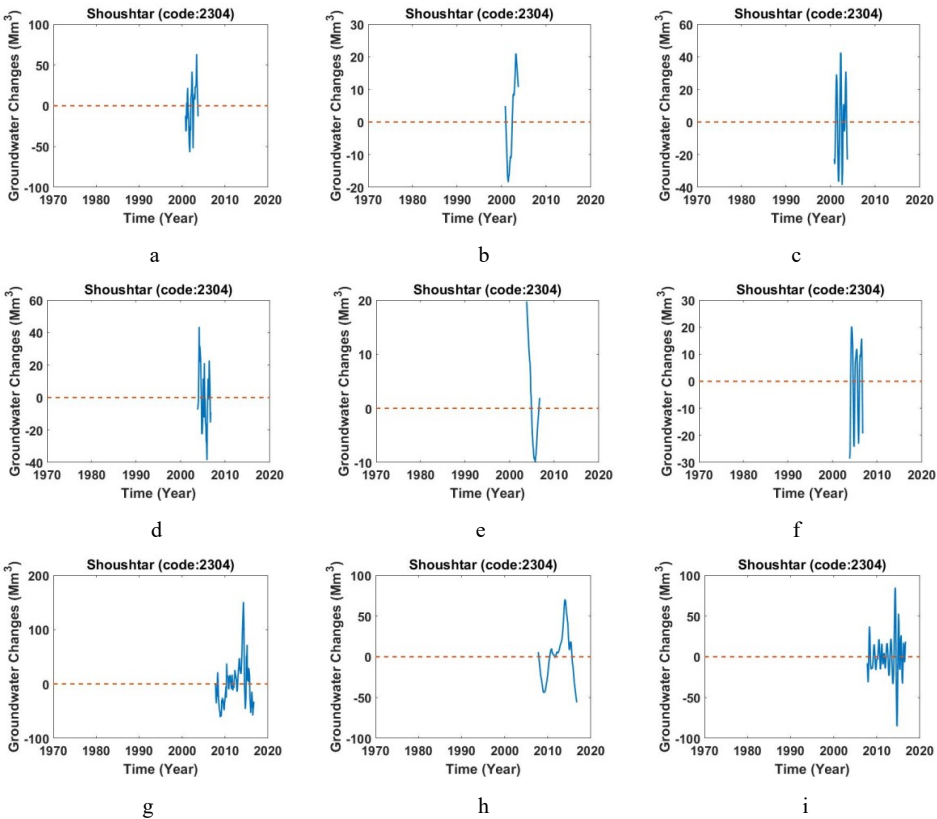 Shoushtar (code:2304)
Groundwater Changes (Mm³)
100
50
0
-50
-100
1970 1980 1990 2000 2010 2020
Time (Year)
a
Shoushtar (code:2304)
Groundwater Changes (Mm³)
30
20
10
0
-10
-20
1970 1980 1990 2000 2010 2020
Time (Year)
b
Shoushtar (code:2304)
Groundwater Changes (Mm³)
60
40
20
0
-20
-40
1970 1980 1990 2000 2010 2020
Time (Year)
c
Shoushtar (code:2304)
Groundwater Changes (Mm³)
60
40
20
0
-20
-40
1970 1980 1990 2000 2010 2020
Time (Year)
d
Shoushtar (code:2304)
Groundwater Changes (Mm³)
20
10
0
-10
1970 1980 1990 2000 2010 2020
Time (Year)
e
Shoushtar (code:2304)
Groundwater Changes (Mm³)
30
20
10
0
-10
-20
-30
1970 1980 1990 2000 2010 2020
Time (Year)
f
Shoushtar (code:2304)
Groundwater Changes (Mm³)
200
100
0
-100
1970 1980 1990 2000 2010 2020
Time (Year)
g
Shoushtar (code:2304)
Groundwater Changes (Mm³)
100
50
0
-50
-100
1970 1980 1990 2000 2010 2020
Time (Year)
h
Shoushtar (code:2304)
Groundwater Changes (Mm³)
100
50
0
-50
-100
1970 1980 1990 2000 2010 2020
Time (Year)
i